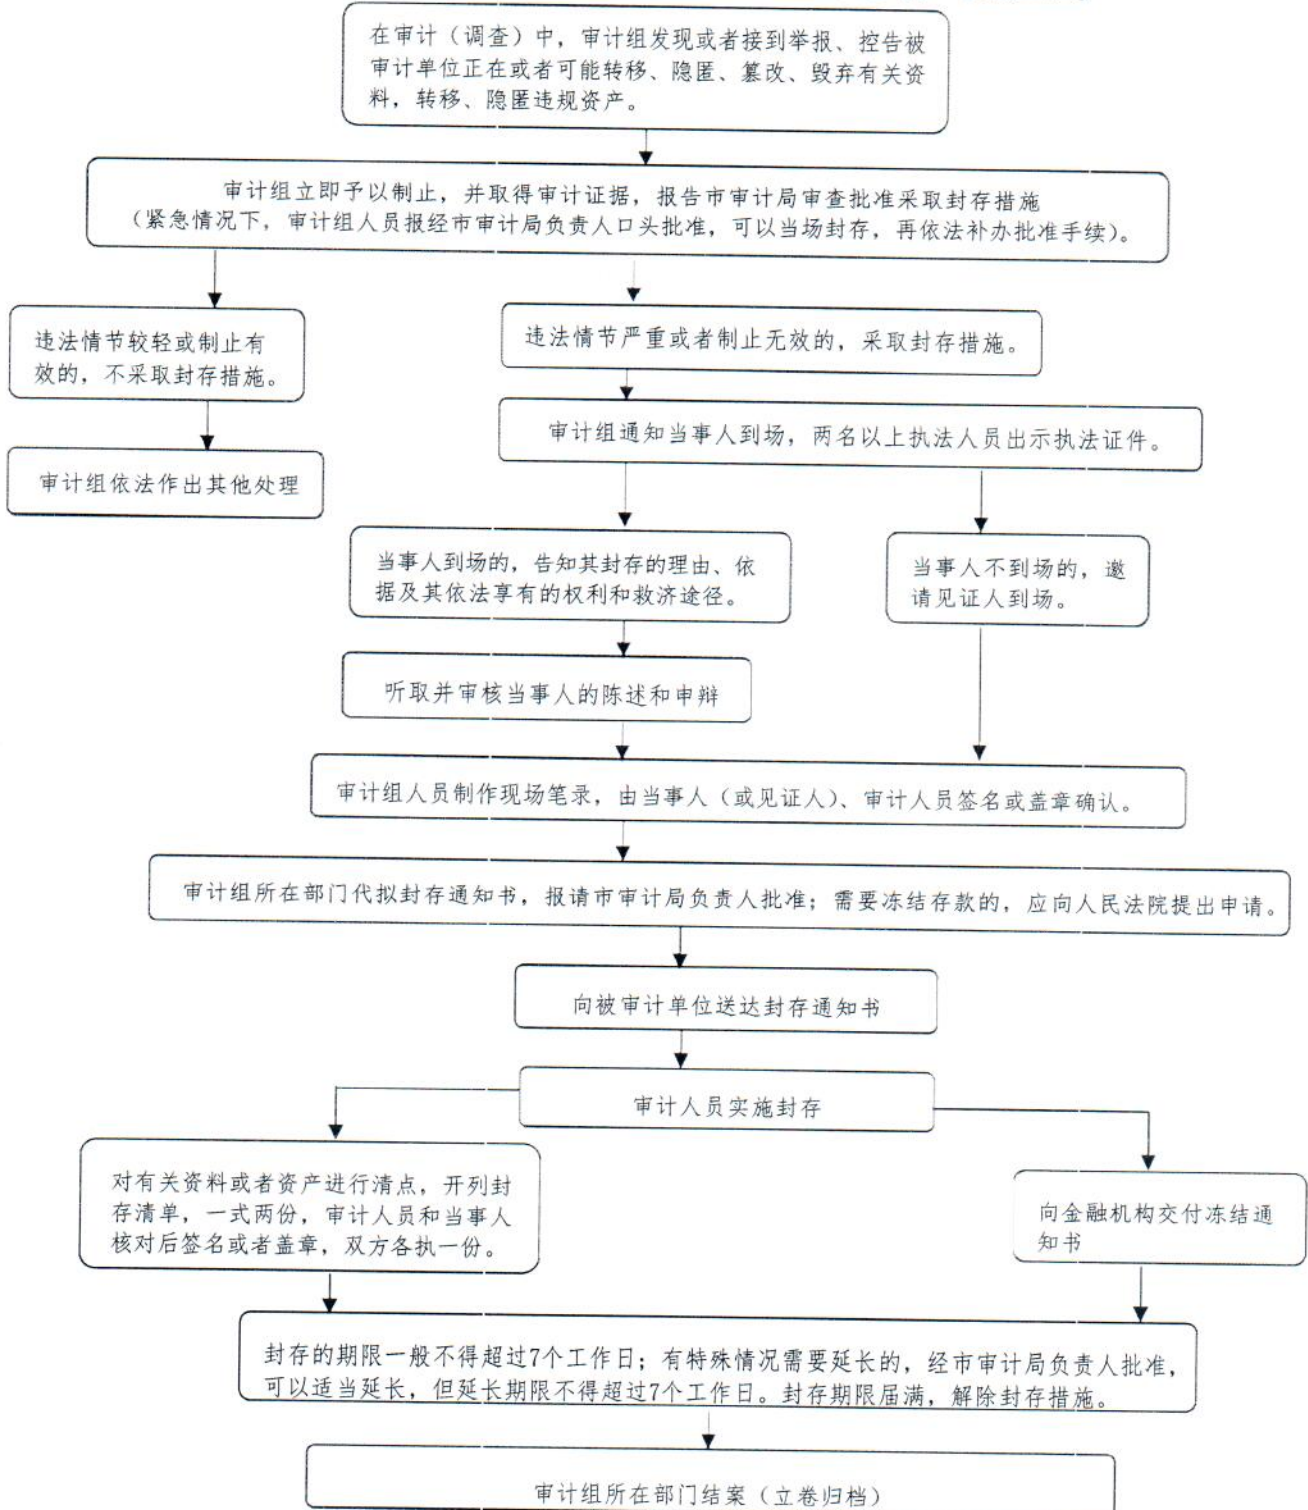 在审计（调查）中，审计组发现或者接到举报、控告被
审计单位正在或者可能转移、隐匿、篡改、毁弃有关资
料，转移、隐匿违规资产。
审计组立即予以制止，并取得审计证据，报告市审计局审查批准采取封存措施
（紧急情况下，审计组人员报经市审计局负责人口头批准，可以当场封存，再依法补办批准手续）。
违法情节较轻或制止有
效的，不采取封存措施。
违法情节严重或者制止无效的，采取封存措施。
审计组依法作出其他处理
审计组通知当事人到场，两名以上执法人员出示执法证件。
当事人到场的，告知其封存的理由、依
据及其依法享有的权利和救济途径。
当事人不到场的，邀
请见证人到场。
听取并审核当事人的陈述和申辩
审计组人员制作现场笔录，由当事人（或见证人）、审计人员签名或盖章确认。
审计组所在部门代拟封存通知书，报请市审计局负责人批准；需要冻结存款的，应向人民法院提出申请。
向被审计单位送达封存通知书
审计人员实施封存
对有关资料或者资产进行清点，开列封
存清单，一式两份，审计人员和当事人
核对后签名或者盖章，双方各执一份。
向金融机构交付冻结通
知书
封存的期限一般不得超过7个工作日；有特殊情况需要延长的，经市审计局负责人批准，
可以适当延长，但延长期限不得超过7个工作日。封存期限届满，解除封存措施。
审计组所在部门结案（立卷归档）